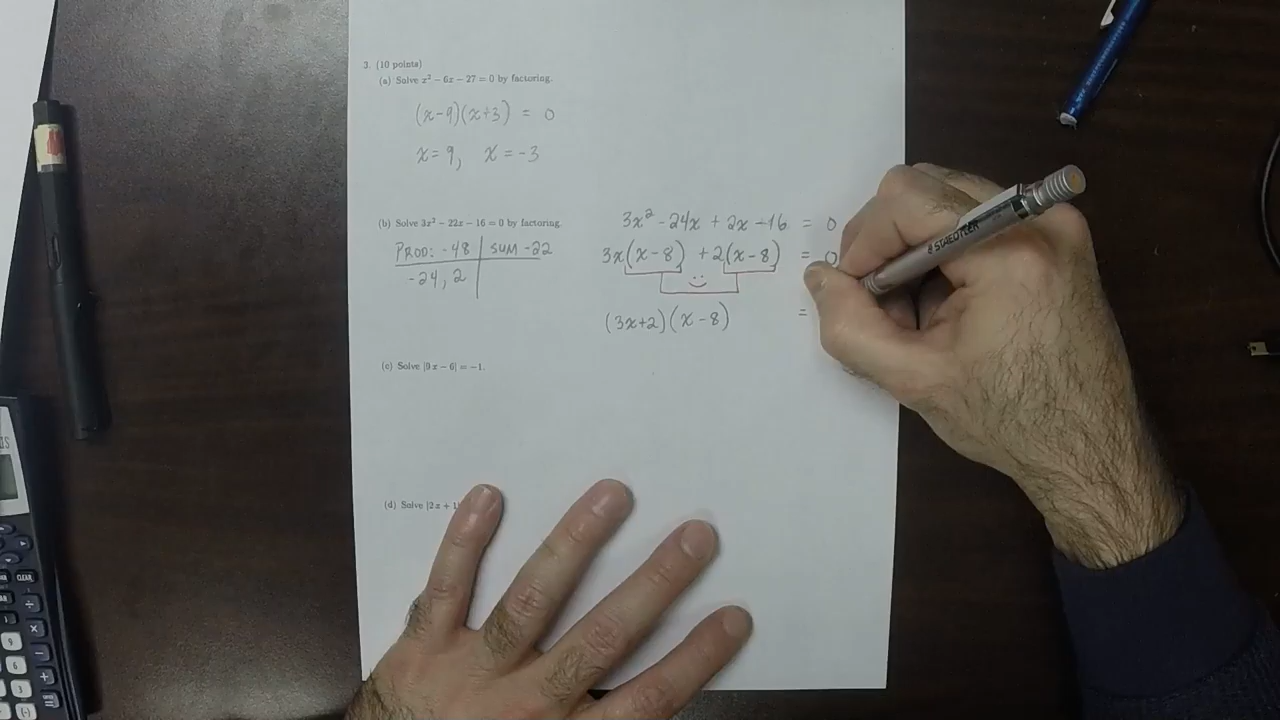 3. (10 points)
(a) Solve x² − 6x − 27 = 0 by factoring.
(x-9)(x+3) = 0
x = 9, x = -3
(b) Solve 3x² − 22x − 16 = 0 by factoring.
PROD: -48 SUM -22
-24, 2
3x² - 24x + 2x - 16 = 0
3x(x-8) + 2(x-8) = 0
(3x+2)(x-8) =
(c) Solve |9x − 6| = −1.
(d) Solve |2x + 1
STAEDTLER
CLEAR